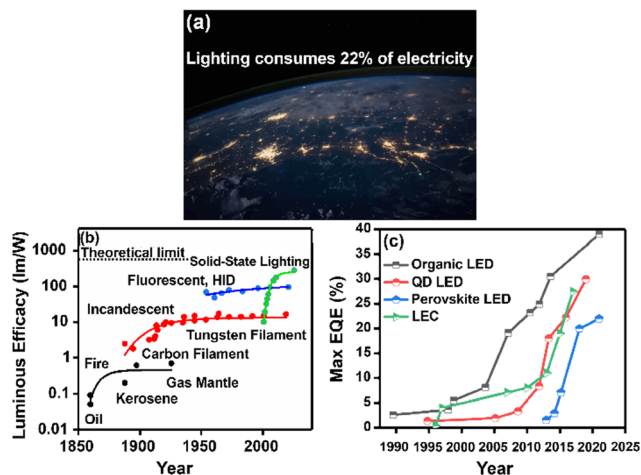 (a)
Lighting consumes 22% of electricity
(b)
Luminous Efficacy (lm/W)
1000
100
10
1
0.1
0.01
Theoretical limit
Solid-State Lighting
Fluorescent, HID
Incandescent
Tungsten Filament
Carbon Filament
Fire
Gas Mantle
Kerosene
Oil
1850 1900 1950 2000
Year
(c)
Max EQE (%)
40
35
30
25
20
15
10
5
0
Organic LED
QD LED
Perovskite LED
LEC
1990 1995 2000 2005 2010 2015 2020 2025
Year